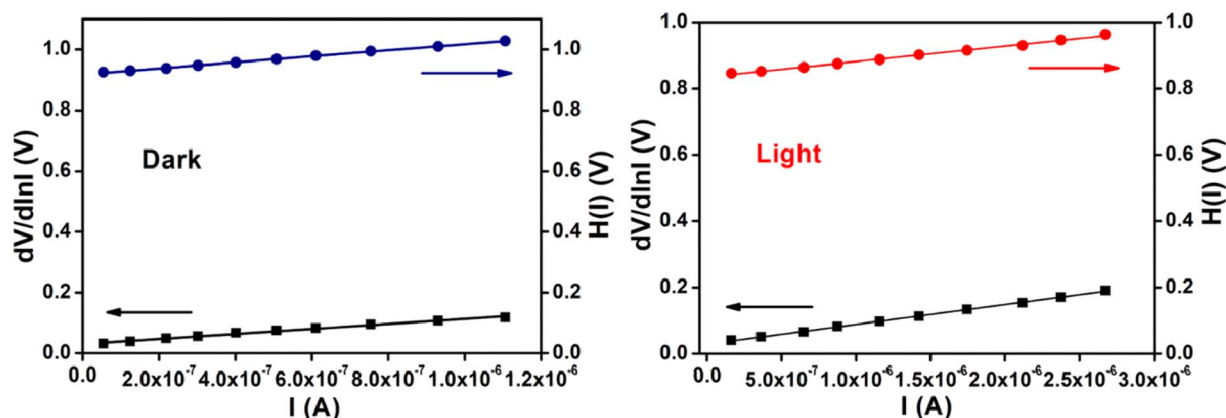 1.0
0.8
0.6
0.4
0.2
0.0
dV/dlnI (V)
Dark
1.0
0.8
0.6
0.4
0.2
0.0
H(I) (V)
0.0
2.0x10⁻⁷
4.0x10⁻⁷
6.0x10⁻⁷
8.0x10⁻⁷
1.0x10⁻⁶
1.2x10⁻⁶
I (A)
1.0
0.8
0.6
0.4
0.2
0.0
dV/dlnI (V)
Light
1.0
0.8
0.6
0.4
0.2
0.0
H(I) (V)
0.0
5.0x10⁻⁷
1.0x10⁻⁶
1.5x10⁻⁶
2.0x10⁻⁶
2.5x10⁻⁶
3.0x10⁻⁶
I (A)